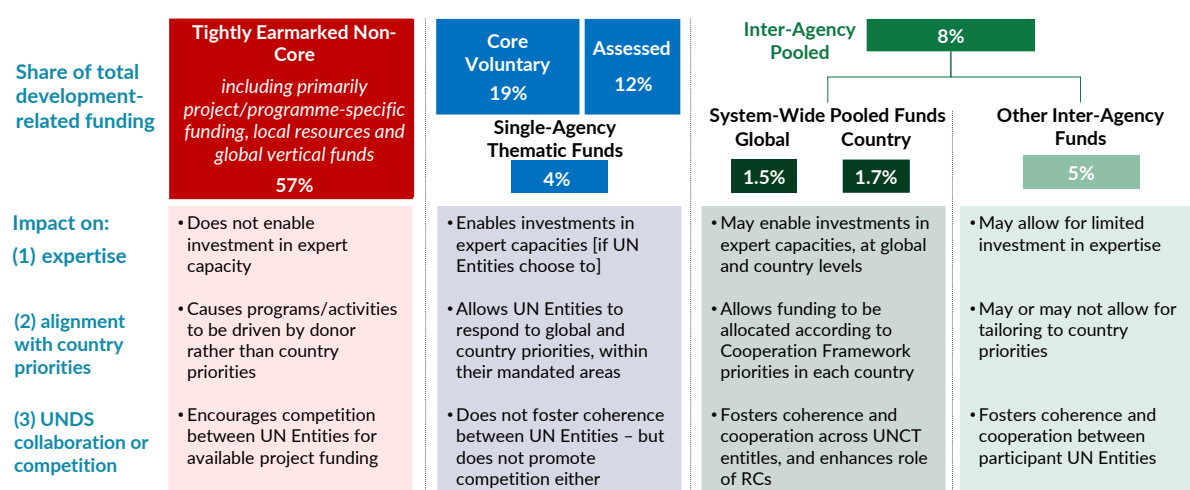 Share of total
development-
related funding
Tightly Earmarked Non-
Core
including primarily
project/programme-specific
funding, local resources and
global vertical funds
57%
Core
Voluntary
19%
Assessed
12%
Single-Agency
Thematic Funds
4%
Inter-Agency
Pooled
8%
System-Wide Pooled Funds
Global
Country
1.5%
1.7%
Other Inter-Agency
Funds
5%
Impact on:
(1) expertise
• Does not enable
investment in expert
capacity
• Enables investments in
expert capacities [if UN
Entities choose to]
• May enable investments in
expert capacities, at global
and country levels
• May allow for limited
investment in expertise
(2) alignment
with country
priorities
• Causes programs/activities
to be driven by donor
rather than country
priorities
• Allows UN Entities to
respond to global and
country priorities, within
their mandated areas
• Allows funding to be
allocated according to
Cooperation Framework
priorities in each country
• May or may not allow for
tailoring to country
priorities
(3) UNDS
collaboration or
competition
• Encourages competition
between UN Entities for
available project funding
• Does not foster coherence
between UN Entities – but
does not promote
competition either
• Fosters coherence and
cooperation across UNCT
entitles, and enhances role
of RCs
• Fosters coherence and
cooperation between
participant UN Entities